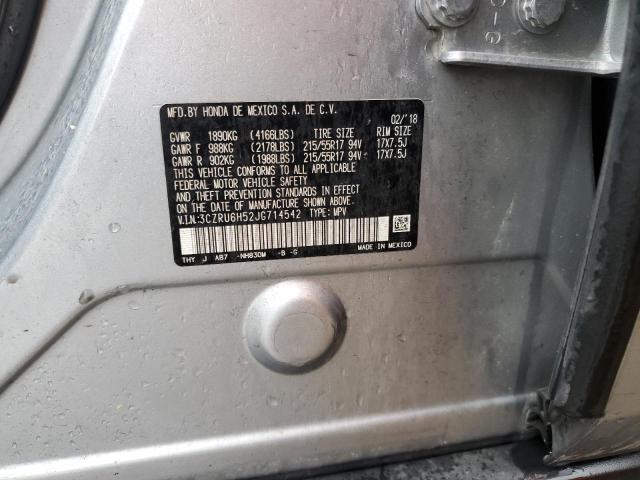 MFD.BY HONDA DE MEXICO S.A. DE C.V. 02/'18
GVWR 1890KG (4166LBS) TIRE SIZE RIM SIZE
GAWR F 988KG (2178LBS) 215/55R17 94V 17X7.5J
GAWR R 902KG (1988LBS) 215/55R17 94V 17X7.5J
THIS VEHICLE CONFORMS TO ALL APPLICABLE
FEDERAL MOTOR VEHICLE SAFETY
AND THEFT PREVENTION STANDARDS IN EFFECT
ON THE DATE OF MANUFACTURE SHOWN ABOVE.
V.I.N:3CZRU6H52JG714542 TYPE: MPV
THY J AB7 -NH830M -B -G MADE IN MEXICO